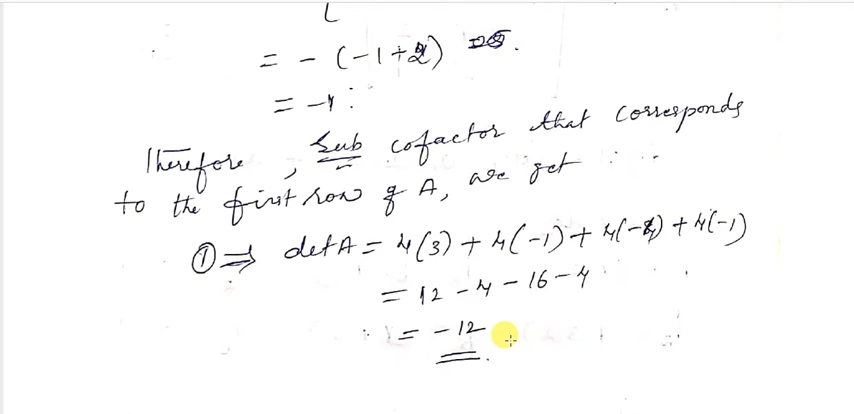 = - (-1+2)
= -1
Therefore, sub cofactor that corresponds
to the first row of A, we get
① ⇒ det A = 4(3) + 4(-1) + 4(-4) + 4(-1)
= 12 - 4 - 16 - 4
= -12